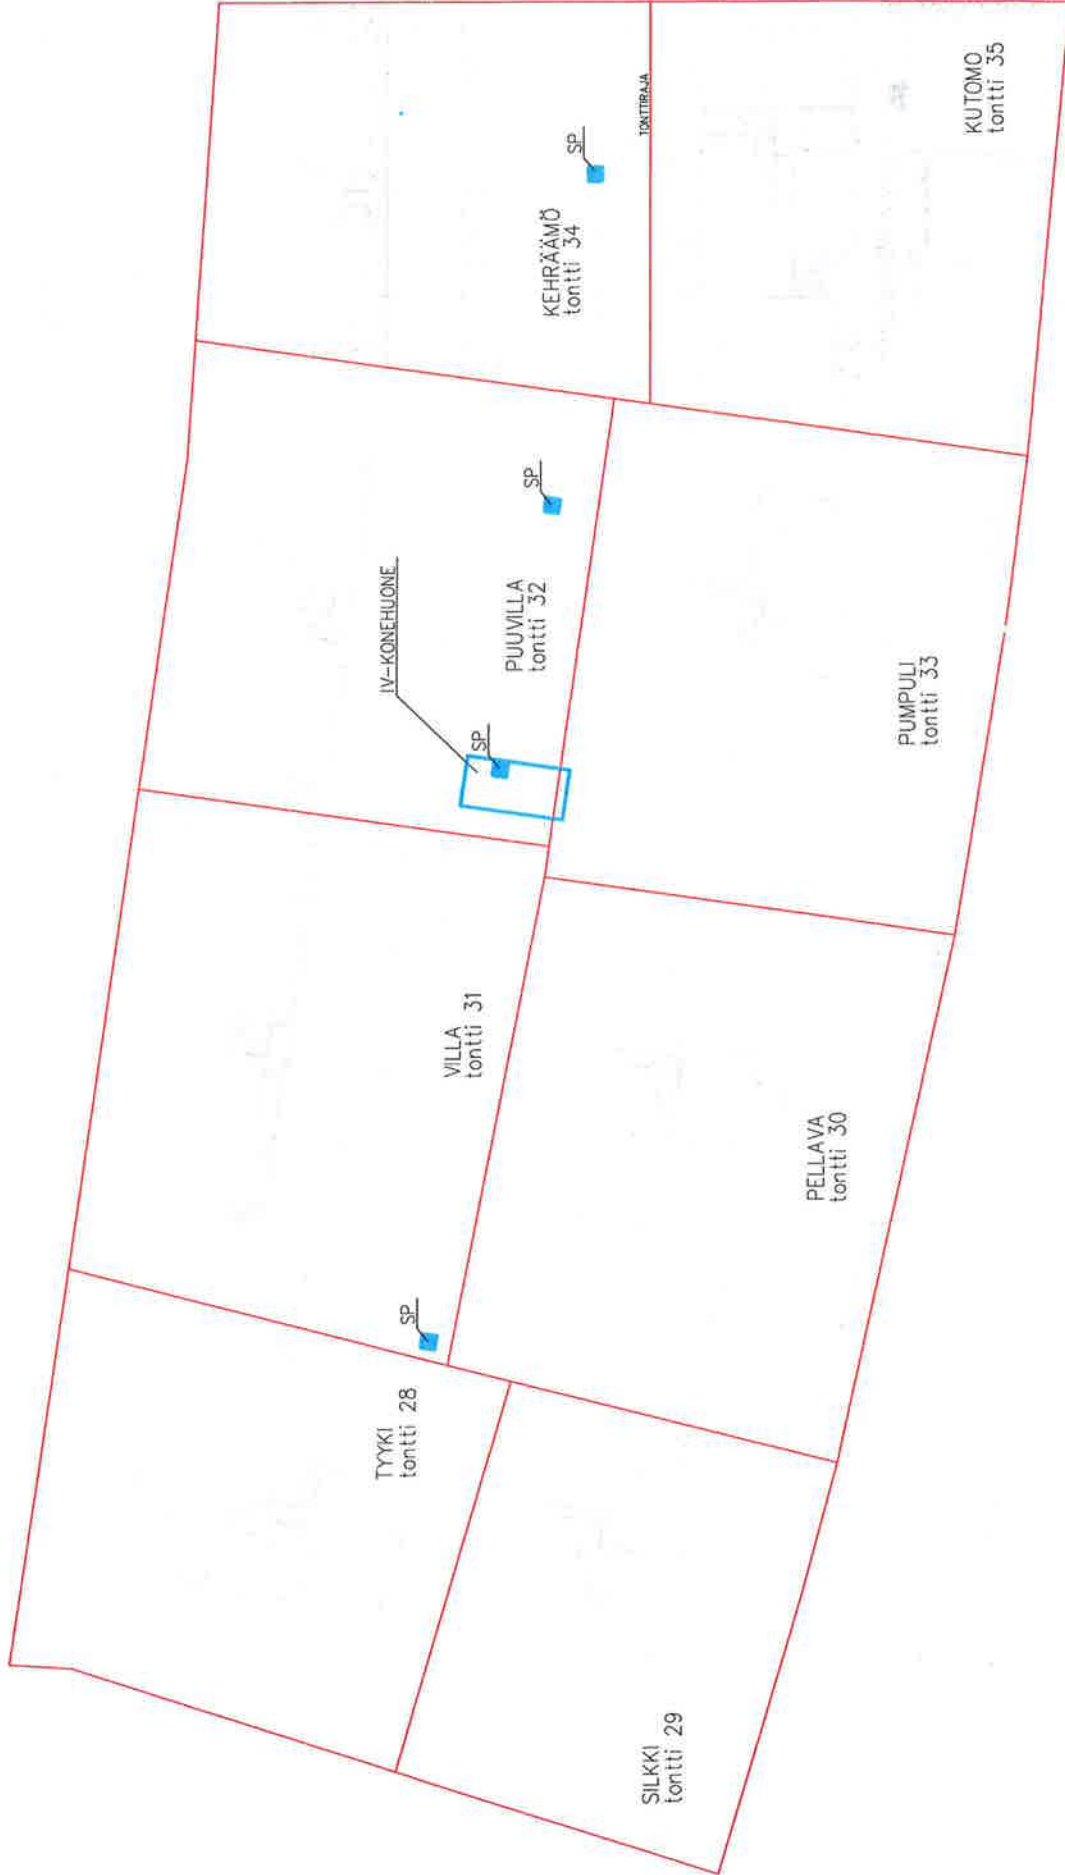 TYYKI
tontti 28
SP
VILLA
tontti 31
IV-KONEHUONE
SP
PUUVILLA
tontti 32
SP
KEHRÄÄMÖ
tontti 34
SP
TONTTIRAJA
SILKKI
tontti 29
PELLAVA
tontti 30
PUMPULI
tontti 33
KUTOMO
tontti 35